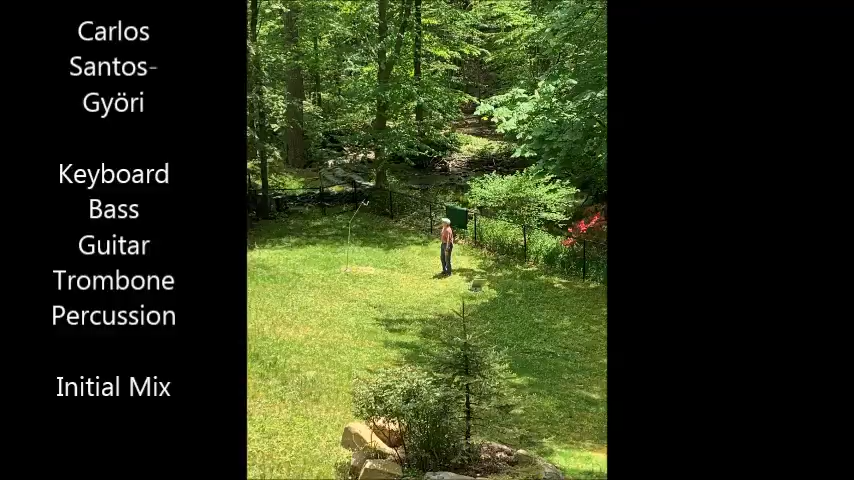 Carlos
Santos-
Györi
Keyboard
Bass
Guitar
Trombone
Percussion
Initial Mix